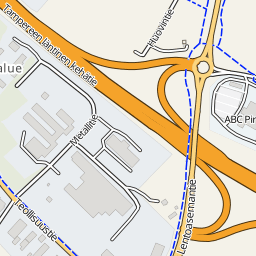 Tampereen läntinen kehätie
Huovintie
alue
ABC Pir
Metallitie
Teollisuustie
Lentoasemantie